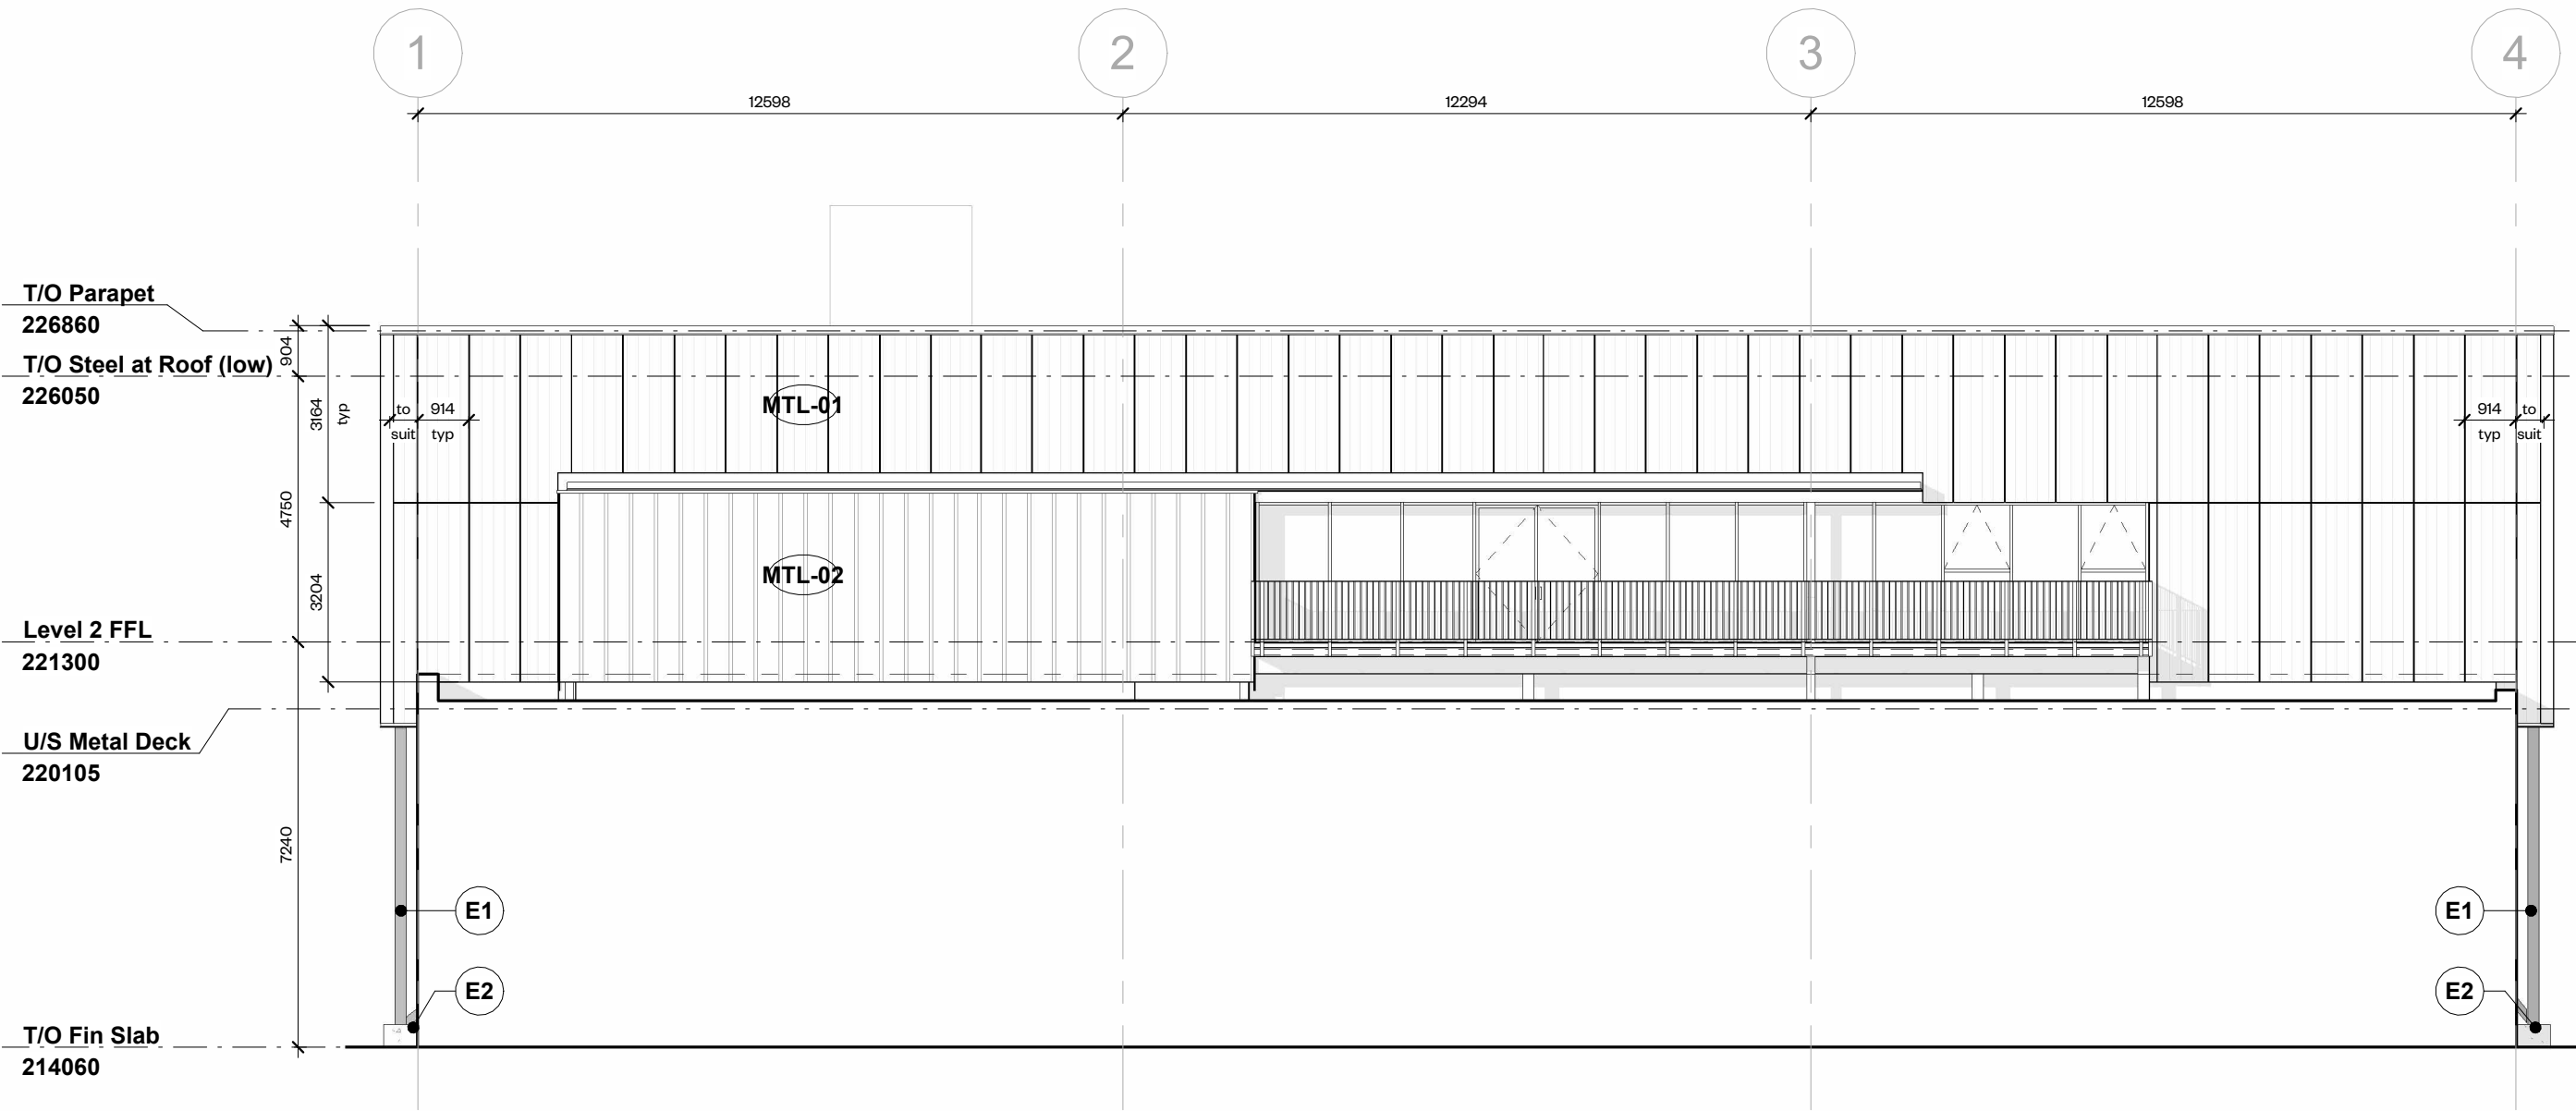 1
2
3
4
12598
12294
12598
T/O Parapet
226860
904
T/O Steel at Roof (low)
226050
3164
typ
to
suit
914
typ
914
typ
to
suit
MTL-01
4750
MTL-02
3204
Level 2 FFL
221300
U/S Metal Deck
220105
7240
E1
E1
E2
E2
T/O Fin Slab
214060